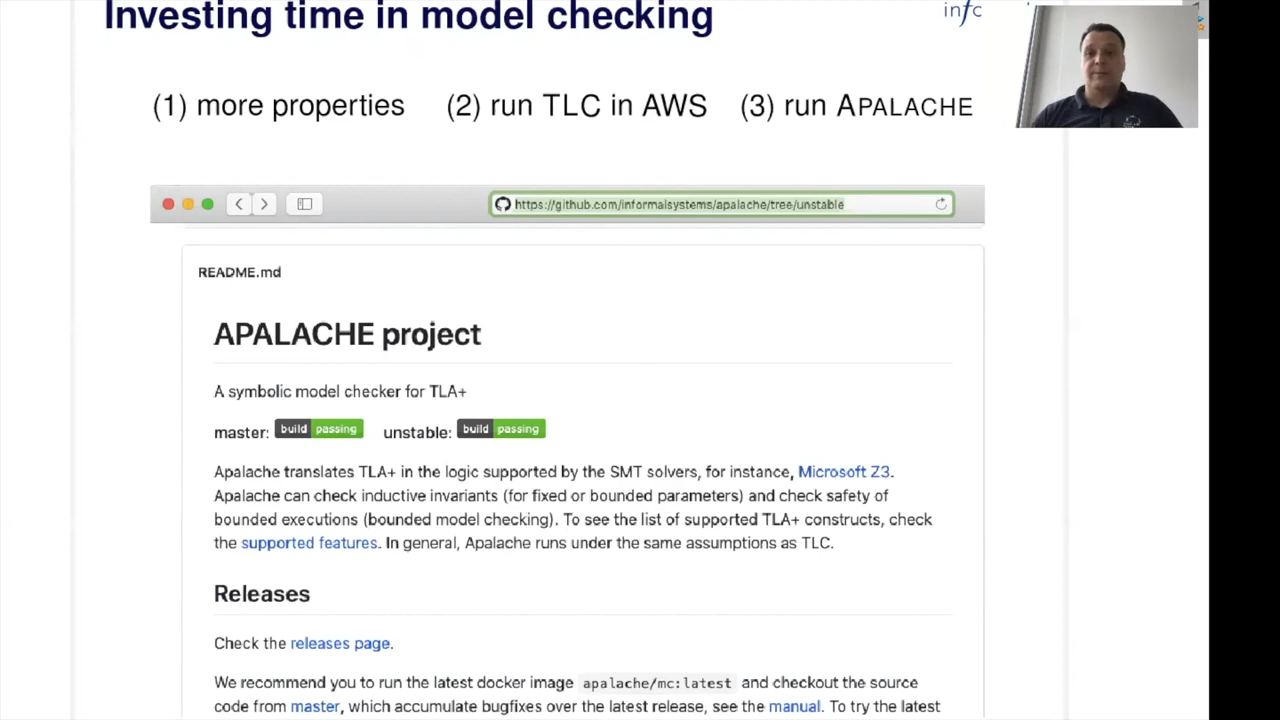 Investing time in model checking
(1) more properties (2) run TLC in AWS (3) run APALACHE
https://github.com/informalsystems/apalache/tree/unstable
README.md
APALACHE project
A symbolic model checker for TLA+
master: build passing unstable: build passing
Apalache translates TLA+ in the logic supported by the SMT solvers, for instance, Microsoft Z3.
Apalache can check inductive invariants (for fixed or bounded parameters) and check safety of
bounded executions (bounded model checking). To see the list of supported TLA+ constructs, check
the supported features. In general, Apalache runs under the same assumptions as TLC.
Releases
Check the releases page.
We recommend you to run the latest docker image apalache/mc:latest and checkout the source
code from master, which accumulate bugfixes over the latest release, see the manual. To try the latest